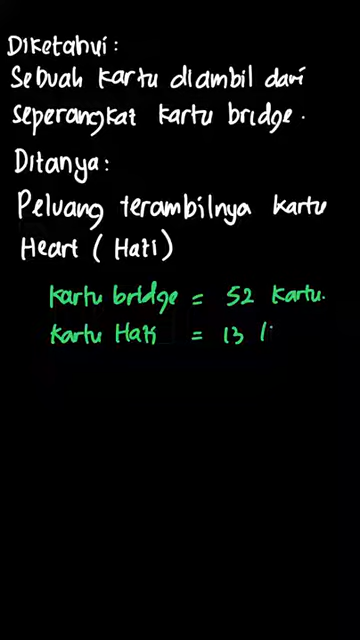 Diketahui:
Sebuah kartu diambil dari
seperangkat kartu bridge.
Ditanya:
Peluang terambilnya kartu
Heart (Hati)
kartu bridge = 52 kartu.
kartu Hati = 13